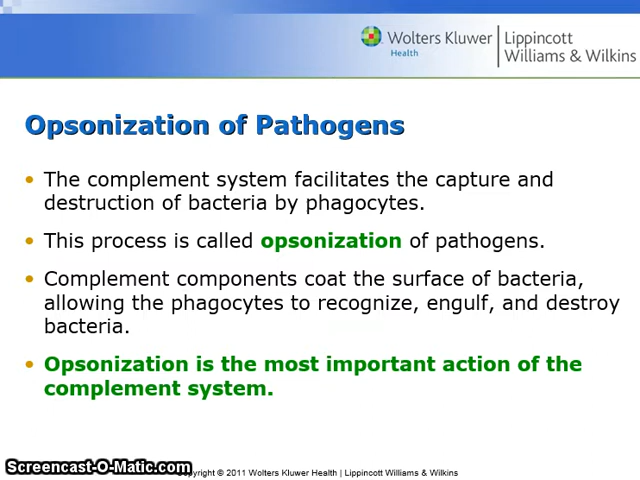 Wolters Kluwer
Health
Lippincott
Williams & Wilkins
Opsonization of Pathogens
• The complement system facilitates the capture and
destruction of bacteria by phagocytes.
• This process is called opsonization of pathogens.
• Complement components coat the surface of bacteria,
allowing the phagocytes to recognize, engulf, and destroy
bacteria.
• Opsonization is the most important action of the
complement system.
Screencast-O-Matic.com
opyright © 2011 Wolters Kluwer Health | Lippincott Williams & Wilkins